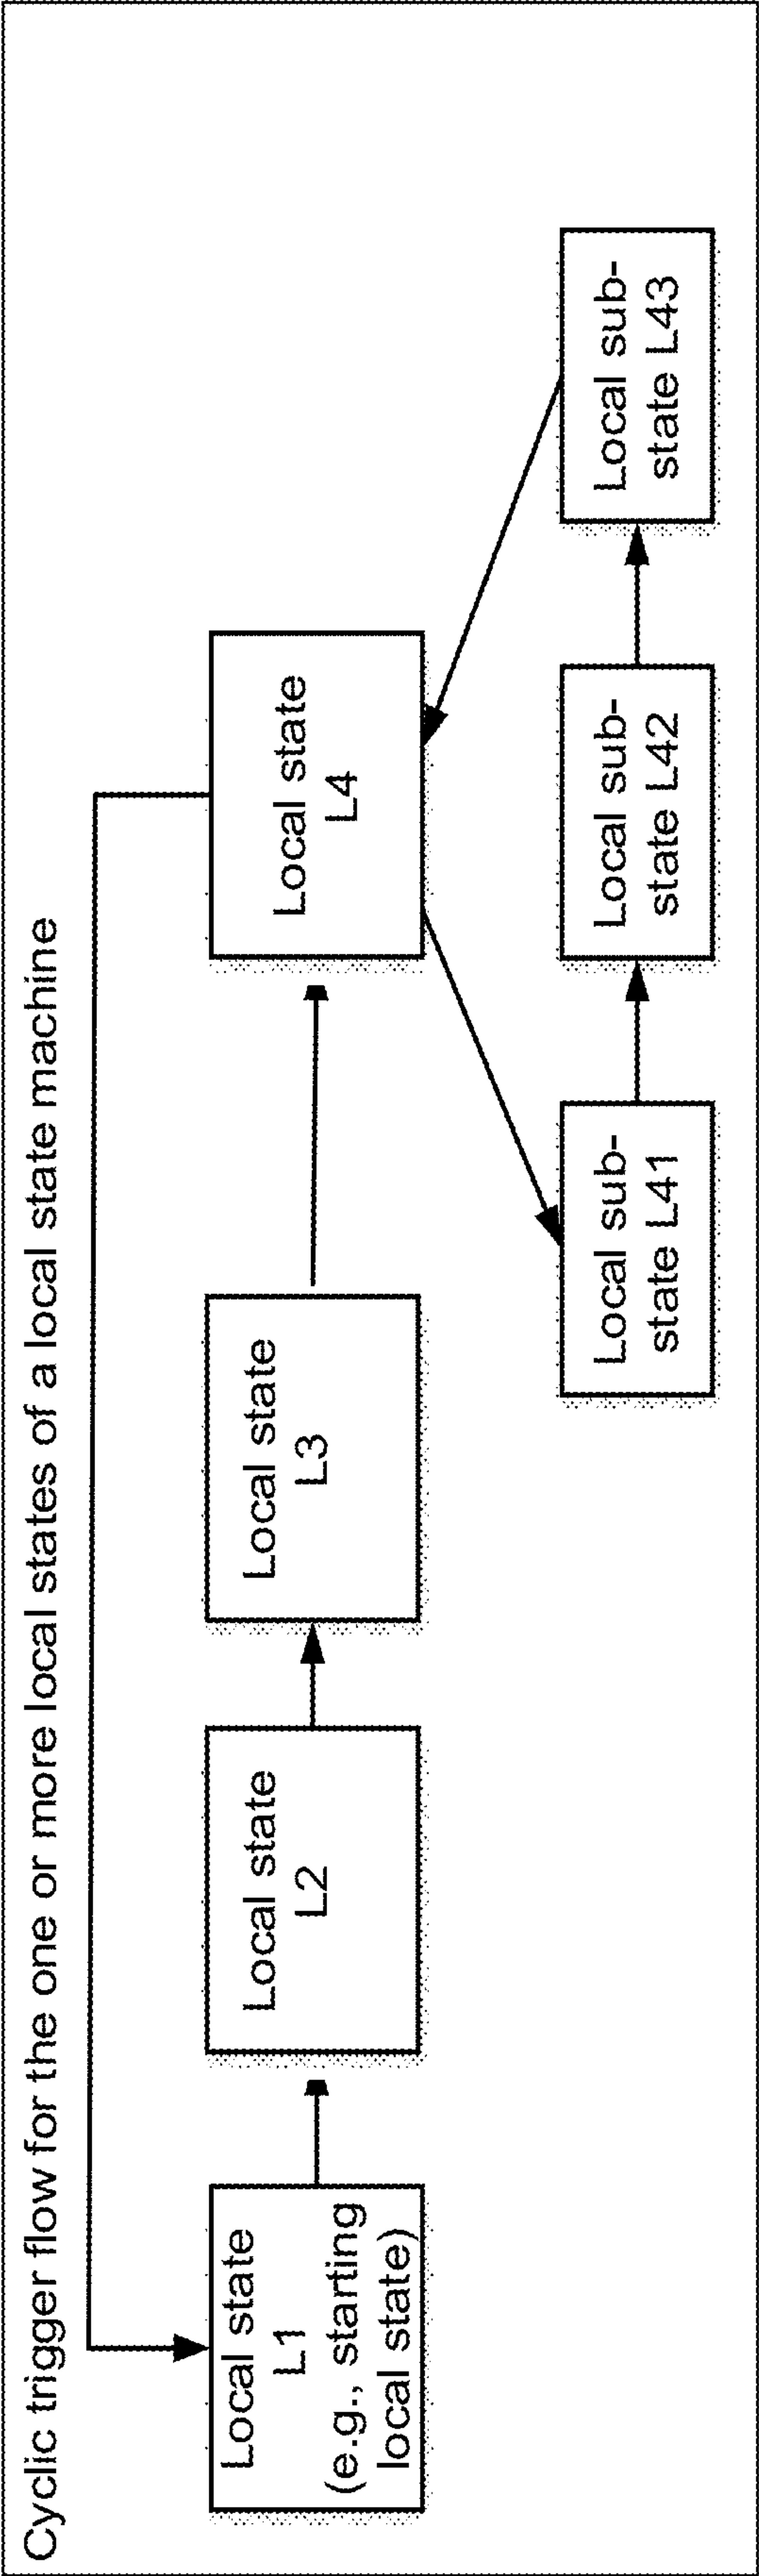 Cyclic trigger flow for the one or more local states of a local state machine
Local state
L1
(e.g., starting
local state)
Local state
L2
Local state
L3
Local state
L4
Local sub-
state L41
Local sub-
state L42
Local sub-
state L43